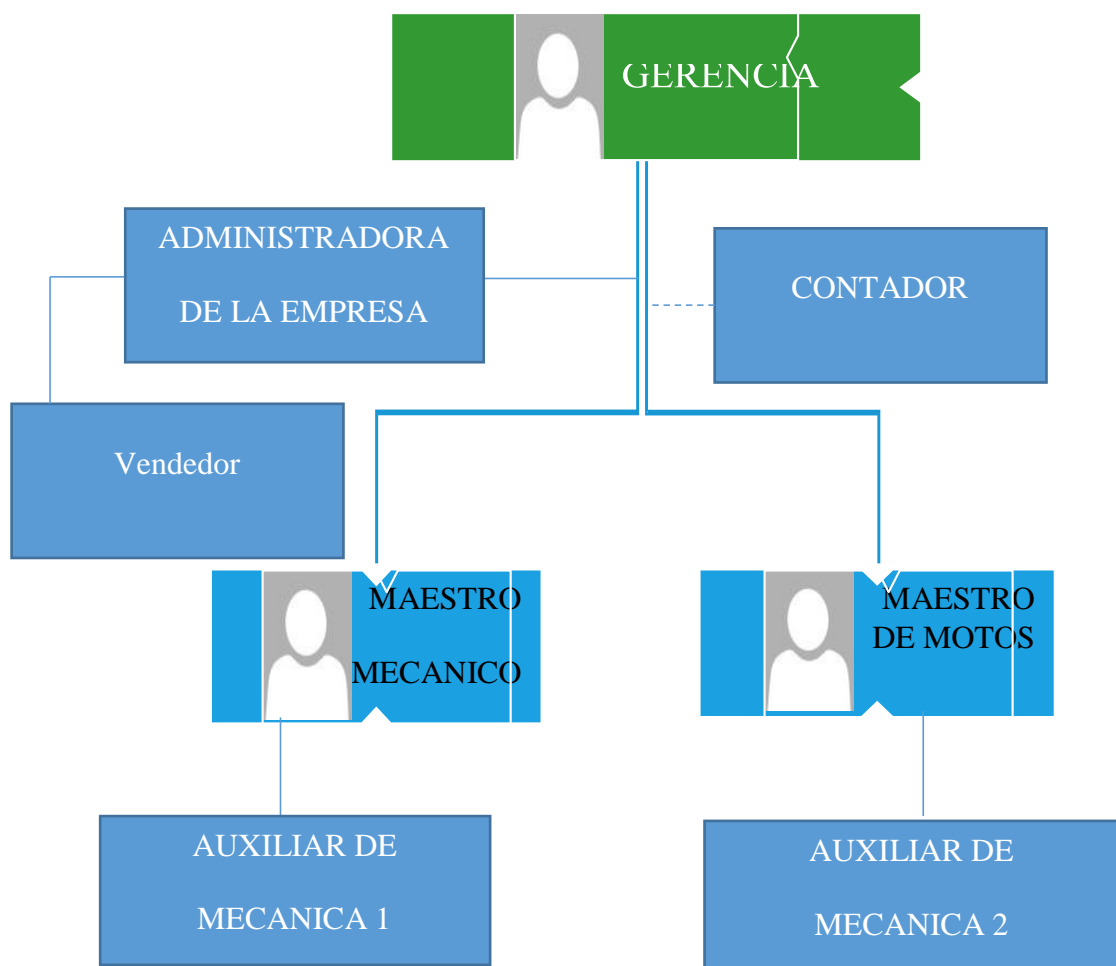 GERENCIA
ADMINISTRADORA
DE LA EMPRESA
CONTADOR
Vendedor
MAESTRO
MECANICO
MAESTRO
DE MOTOS
AUXILIAR DE
MECANICA 1
AUXILIAR DE
MECANICA 2